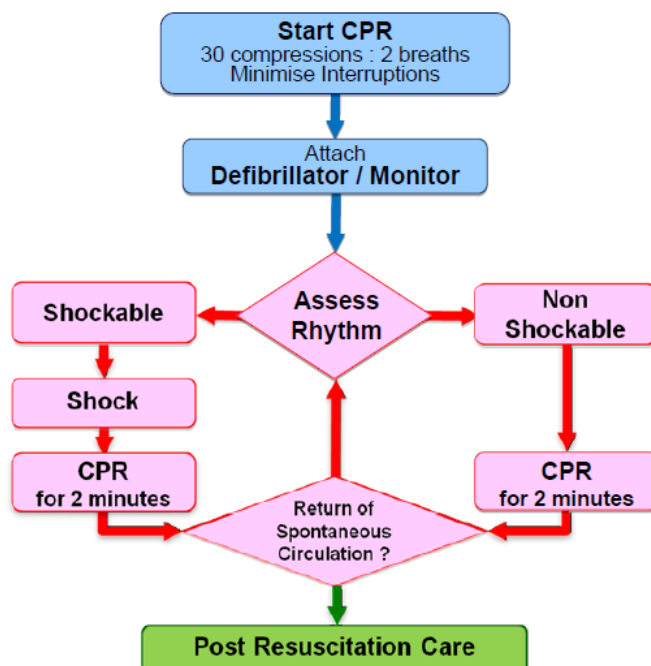 Start CPR
30 compressions : 2 breaths
Minimise Interruptions
Attach
Defibrillator / Monitor
Assess
Rhythm
Shockable
Non
Shockable
Shock
CPR
for 2 minutes
CPR
for 2 minutes
Return of
Spontaneous
Circulation ?
Post Resuscitation Care